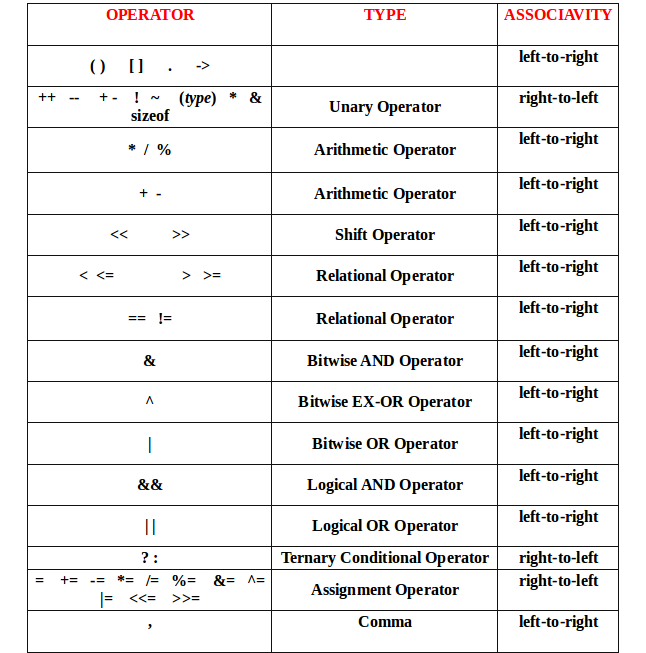 OPERATOR TYPE ASSOCIAVITY
( ) [ ] . -> left-to-right
++ -- + - ! ~ (type) * & sizeof Unary Operator right-to-left
* / % Arithmetic Operator left-to-right
+ - Arithmetic Operator left-to-right
<< >> Shift Operator left-to-right
< <= > >= Relational Operator left-to-right
== != Relational Operator left-to-right
& Bitwise AND Operator left-to-right
^ Bitwise EX-OR Operator left-to-right
| Bitwise OR Operator left-to-right
&& Logical AND Operator left-to-right
|| Logical OR Operator left-to-right
? : Ternary Conditional Operator right-to-left
= += -= *= /= %= &= ^= |= <<= >>= Assignment Operator right-to-left
, Comma left-to-right